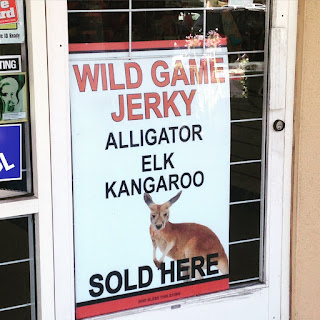 WILD GAME
JERKY
ALLIGATOR
ELK
KANGAROO
SOLD HERE